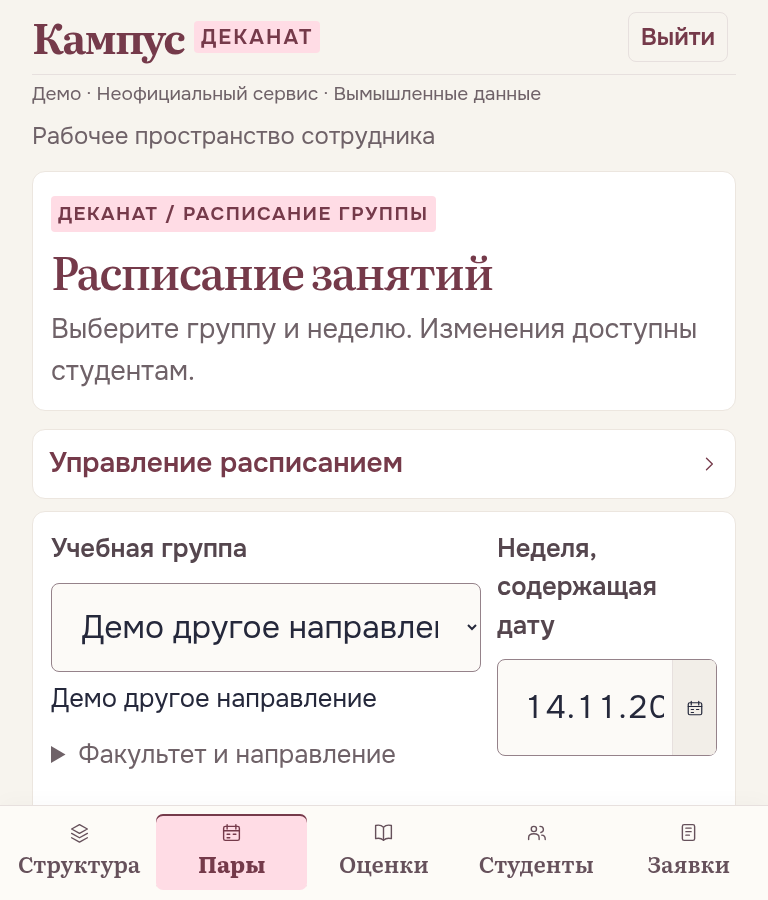 Кампус ДЕКАНАТ
Выйти
Демо · Неофициальный сервис · Вымышленные данные
Рабочее пространство сотрудника
ДЕКАНАТ / РАСПИСАНИЕ ГРУППЫ
Расписание занятий
Выберите группу и неделю. Изменения доступны
студентам.
Управление расписанием
Учебная группа
Демо другое
Демо другое направление
Факультет и направление
Неделя,
содержащая
дату
14.11.20
Структура
Пары
Оценки
Студенты
Заявки